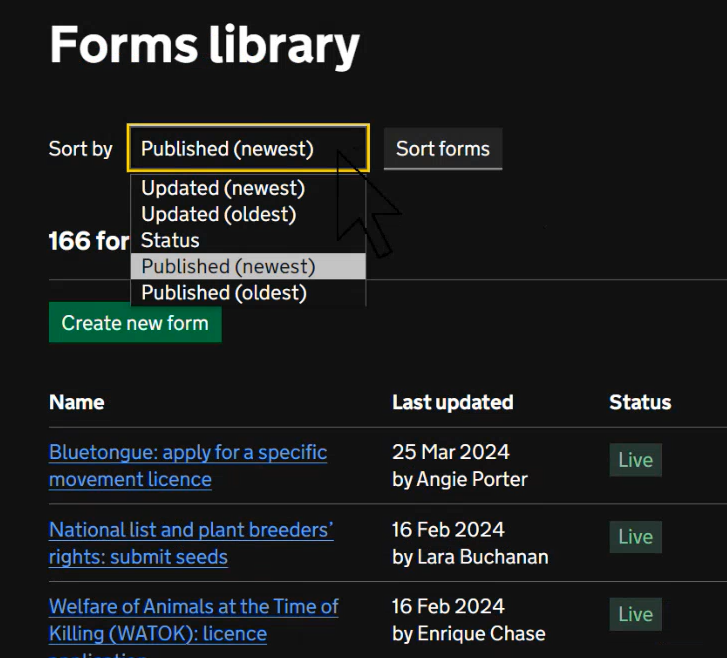 Forms library
Sort by
Published (newest)
Sort forms
Updated (newest)
Updated (oldest)
Status
Published (newest)
Published (oldest)
166 for
Create new form
Name Last updated Status
Bluetongue: apply for a specific
movement licence
25 Mar 2024
by Angie Porter
Live
National list and plant breeders’
rights: submit seeds
16 Feb 2024
by Lara Buchanan
Live
Welfare of Animals at the Time of
Killing (WATOK): licence
16 Feb 2024
by Enrique Chase
Live